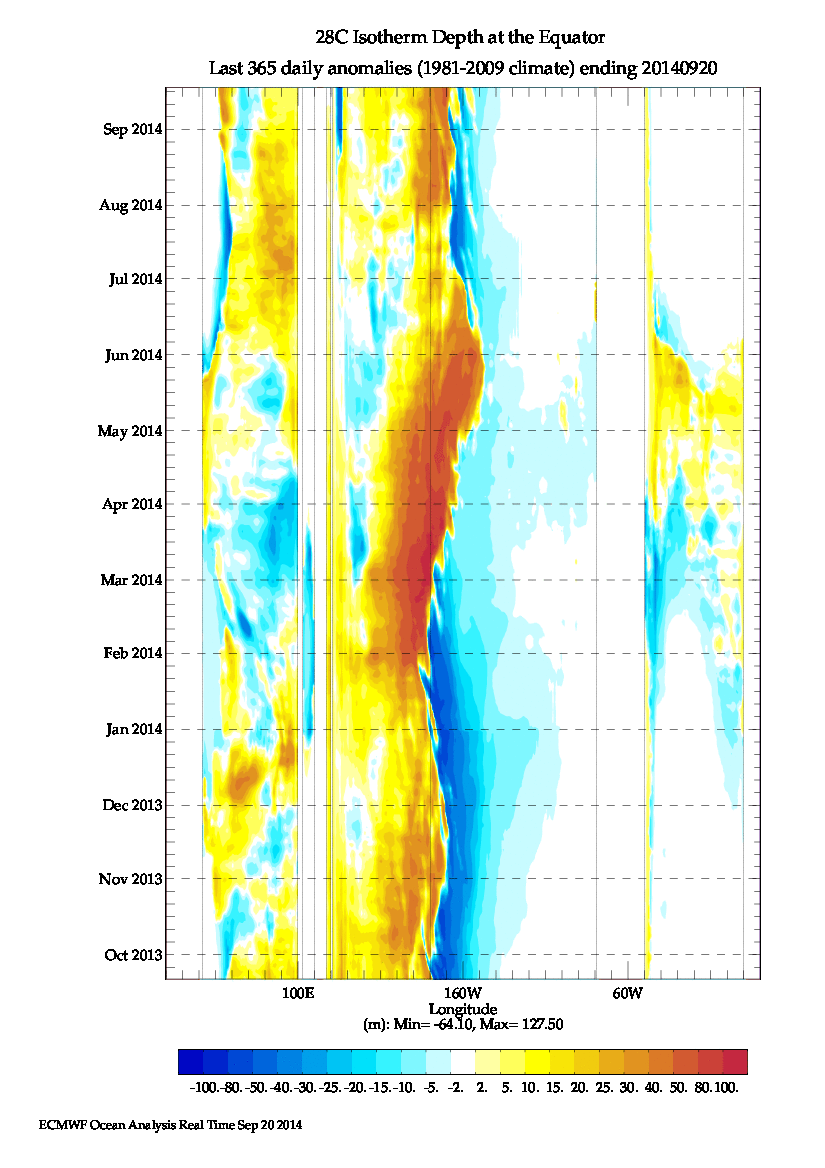 28C Isotherm Depth at the Equator
Last 365 daily anomalies (1981-2009 climate) ending 20140920
Sep 2014
Aug 2014
Jul 2014
Jun 2014
May 2014
Apr 2014
Mar 2014
Feb 2014
Jan 2014
Dec 2013
Nov 2013
Oct 2013
100E 160W 60W
Longitude
(m): Min= -64.10, Max= 127.50
-100.-80. -50. -40. -30. -25. -20. -15. -10. -5. -2. 2. 5. 10. 15. 20. 25. 30. 40. 50. 80.100.
ECMWF Ocean Analysis Real Time Sep 20 2014